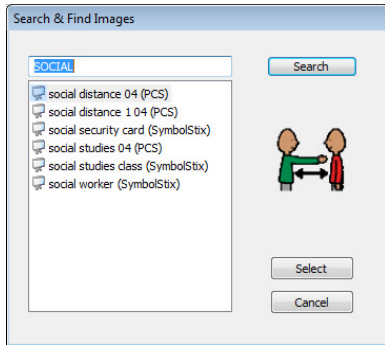 Search & Find Images
SOCIAL
Search
social distance 04 (PCS)
social distance 1 04 (PCS)
social security card (SymbolStix)
social studies 04 (PCS)
social studies class (SymbolStix)
social worker (SymbolStix)
Select
Cancel